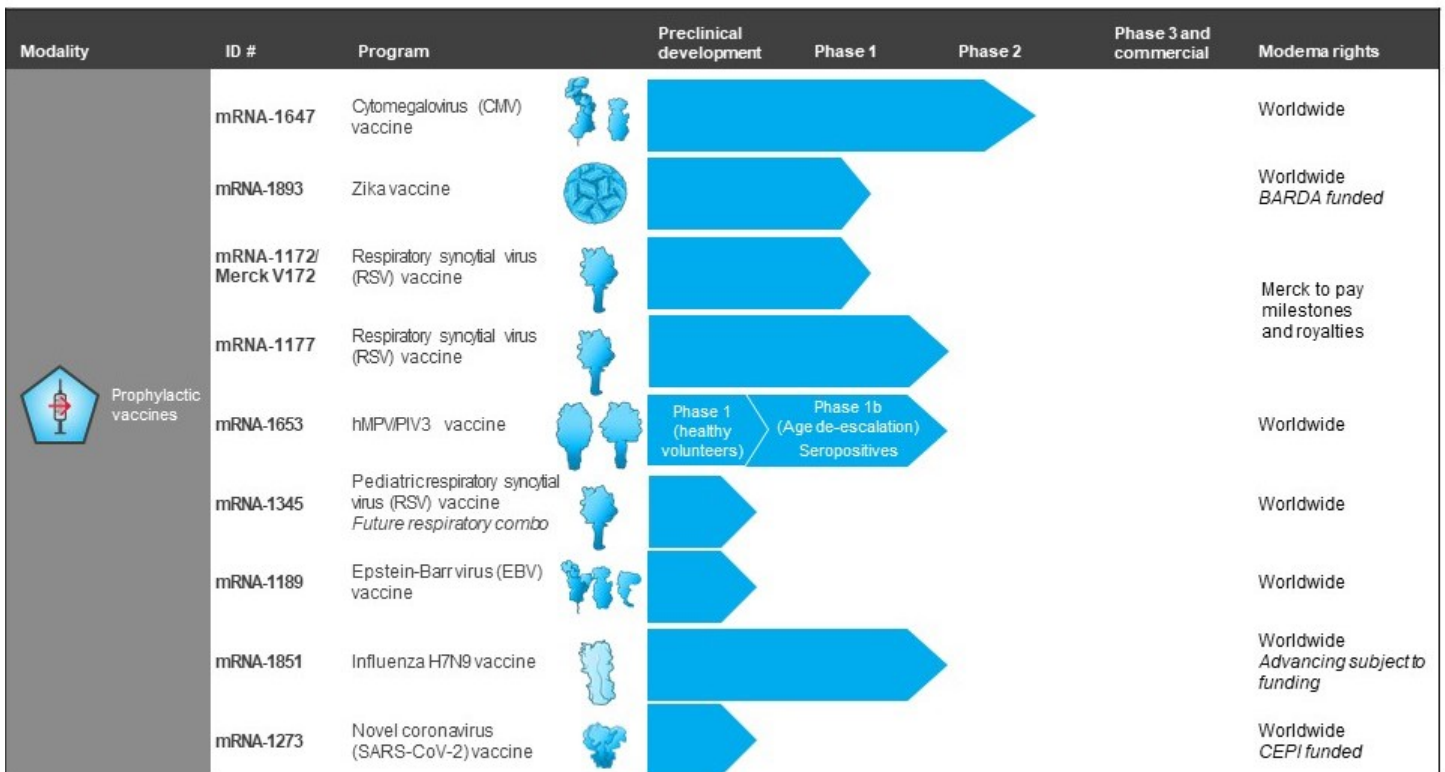 Modality
ID #
Program
Preclinical
development
Phase 1
Phase 2
Phase 3 and
commercial
Moderna rights
Prophylactic
vaccines
mRNA-1647
Cytomegalovirus (CMV)
vaccine
Worldwide
mRNA-1893
Zika vaccine
Worldwide
BARDA funded
mRNA-1172/
Merck V172
Respiratory syncytial virus
(RSV) vaccine
mRNA-1177
Respiratory syncytial virus
(RSV) vaccine
Merck to pay
milestones
and royalties
mRNA-1653
hMPV/PIV3 vaccine
Phase 1
(healthy
volunteers)
Phase 1b
(Age de-escalation)
Seropositives
Worldwide
mRNA-1345
Pediatric respiratory syncytial
virus (RSV) vaccine
Future respiratory combo
Worldwide
mRNA-1189
Epstein-Barr virus (EBV)
vaccine
Worldwide
mRNA-1851
Influenza H7N9 vaccine
Worldwide
Advancing subject to
funding
mRNA-1273
Novel coronavirus
(SARS-CoV-2) vaccine
Worldwide
CEPI funded